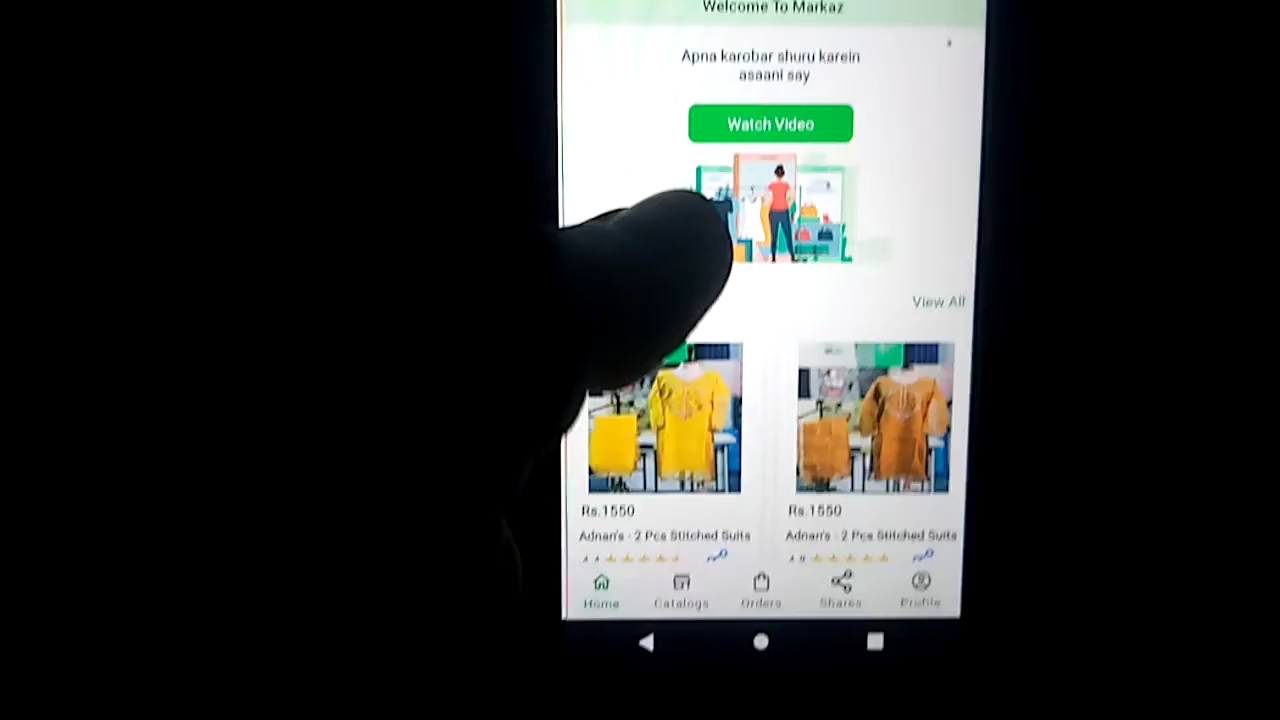 Welcome To Markaz
Apna karobar shuru karein
asaani say
Watch Video
View All
Rs.1550
Rs.1550
Adnan's - 2 Pcs Stitched Suits
Adnan's - 2 Pcs Stitched Suits
Home
Catalogs
Orders
Shares
Profile